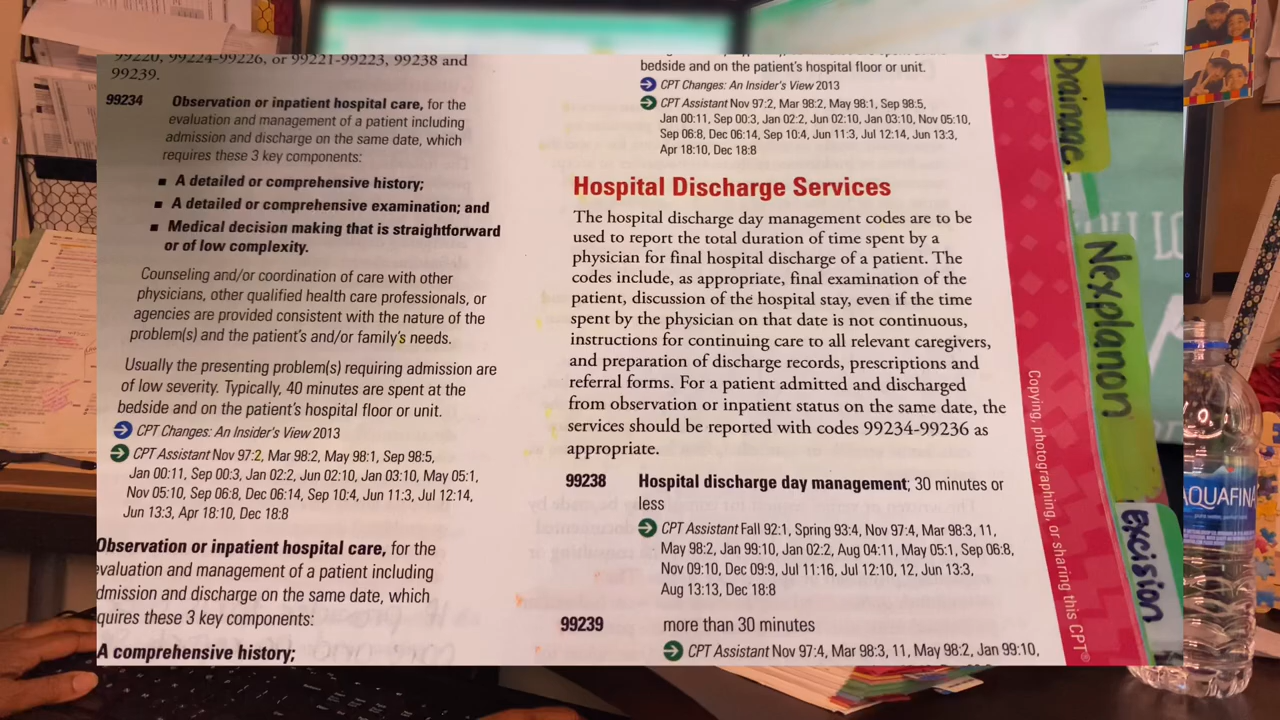 99220, 99224-99226, or 99221-99223, 99238 and
99239.
99234 Observation or inpatient hospital care, for the
evaluation and management of a patient including
admission and discharge on the same date, which
requires these 3 key components:
■ A detailed or comprehensive history;
■ A detailed or comprehensive examination; and
■ Medical decision making that is straightforward
or of low complexity.
Counseling and/or coordination of care with other
physicians, other qualified health care professionals, or
agencies are provided consistent with the nature of the
problem(s) and the patient's and/or family's needs.
Usually the presenting problem(s) requiring admission are
of low severity. Typically, 40 minutes are spent at the
bedside and on the patient's hospital floor or unit.
CPT Changes: An Insider's View 2013
CPT Assistant Nov 97:2, Mar 98:2, May 98:1, Sep 98:5,
Jan 00:11, Sep 00:3, Jan 02:2, Jun 02:10, Jan 03:10, May 05:1,
Nov 05:10, Sep 06:8, Dec 06:14, Sep 10:4, Jun 11:3, Jul 12:14,
Jun 13:3, Apr 18:10, Dec 18:8
Observation or inpatient hospital care, for the
evaluation and management of a patient including
dmission and discharge on the same date, which
quires these 3 key components:
A comprehensive history;
bedside and on the patient's hospital floor or unit.
CPT Changes: An Insider's View 2013
CPT Assistant Nov 97:2, Mar 98:2, May 98:1, Sep 98:5,
Jan 00:11, Sep 00:3, Jan 02:2, Jun 02:10, Jan 03:10, Nov 05:10,
Sep 06:8, Dec 06:14, Sep 10:4, Jun 11:3, Jul 12:14, Jun 13:3,
Apr 18:10, Dec 18:8
Hospital Discharge Services
The hospital discharge day management codes are to be
used to report the total duration of time spent by a
physician for final hospital discharge of a patient. The
codes include, as appropriate, final examination of the
patient, discussion of the hospital stay, even if the time
spent by the physician on that date is not continuous,
instructions for continuing care to all relevant caregivers,
and preparation of discharge records, prescriptions and
referral forms. For a patient admitted and discharged
from observation or inpatient status on the same date, the
services should be reported with codes 99234-99236 as
appropriate.
99238 Hospital discharge day management; 30 minutes or
less
CPT Assistant Fall 92:1, Spring 93:4, Nov 97:4, Mar 98:3, 11,
May 98:2, Jan 99:10, Jan 02:2, Aug 04:11, May 05:1, Sep 06:8,
Nov 09:10, Dec 09:9, Jul 11:16, Jul 12:10, 12, Jun 13:3,
Aug 13:13, Dec 18:8
99239 more than 30 minutes
CPT Assistant Nov 97:4, Mar 98:3, 11, May 98:2, Jan 99:10,
Copying, photographing, or sharing this CPT®
Drainage
Nexplanon
Excision
AQUAFINA